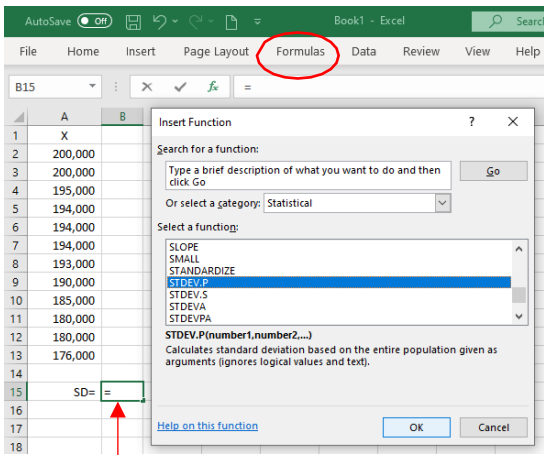 AutoSave Off Book1 - Excel Search
File Home Insert Page Layout Formulas Data Review View Help
B15 fx =
A B
1 X
2 200,000
3 200,000
4 195,000
5 194,000
6 194,000
7 194,000
8 193,000
9 190,000
10 185,000
11 180,000
12 180,000
13 176,000
14
15 SD= =
16
17
18
Insert Function ? ×
Search for a function:
Type a brief description of what you want to do and then
click Go
Go
Or select a category: Statistical
Select a function:
SLOPE
SMALL
STANDARDIZE
STDEV.P
STDEV.S
STDEVA
STDEVPA
STDEV.P(number1,number2,...)
Calculates standard deviation based on the entire population given as
arguments (ignores logical values and text).
Help on this function
OK Cancel